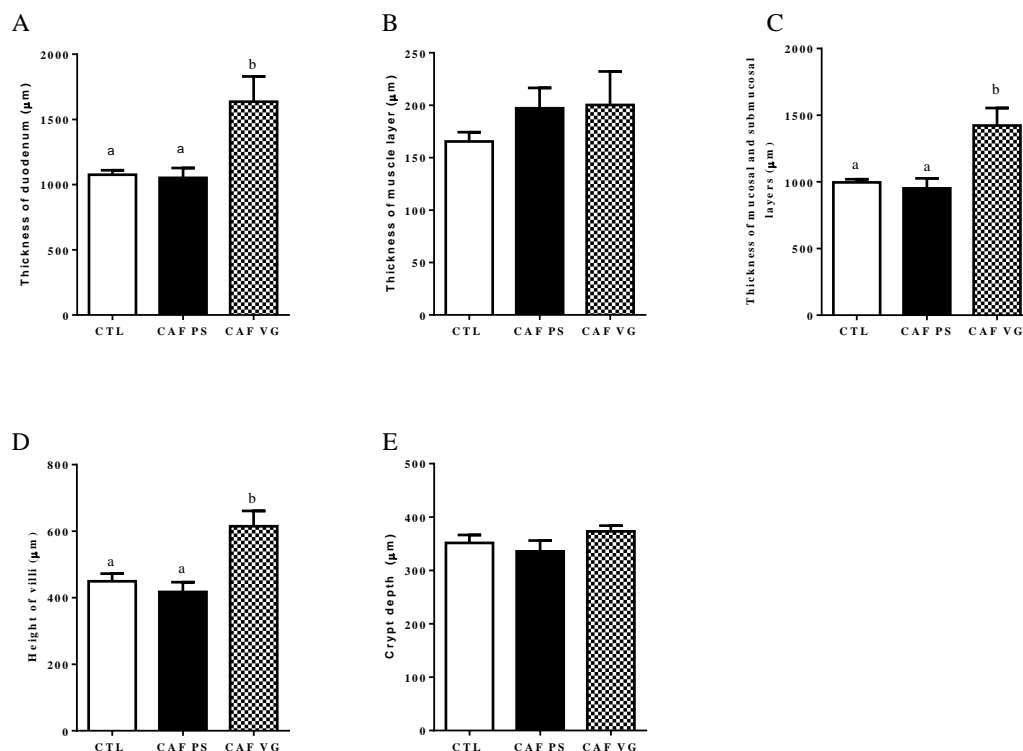 A
Thickness of duodenum (µm)
2000
1500
1000
500
0
a
a
b
CTL
CAF PS
CAF VG
B
Thickness of muscle layer (µm)
250
200
150
100
50
0
CTL
CAF PS
CAF VG
C
Thickness of mucosal and submucosal
layers (µm)
2000
1500
1000
500
0
a
a
b
CTL
CAF PS
CAF VG
D
Height of villi (µm)
800
600
400
200
0
a
a
b
CTL
CAF PS
CAF VG
E
Crypt depth (µm)
500
400
300
200
100
0
CTL
CAF PS
CAF VG